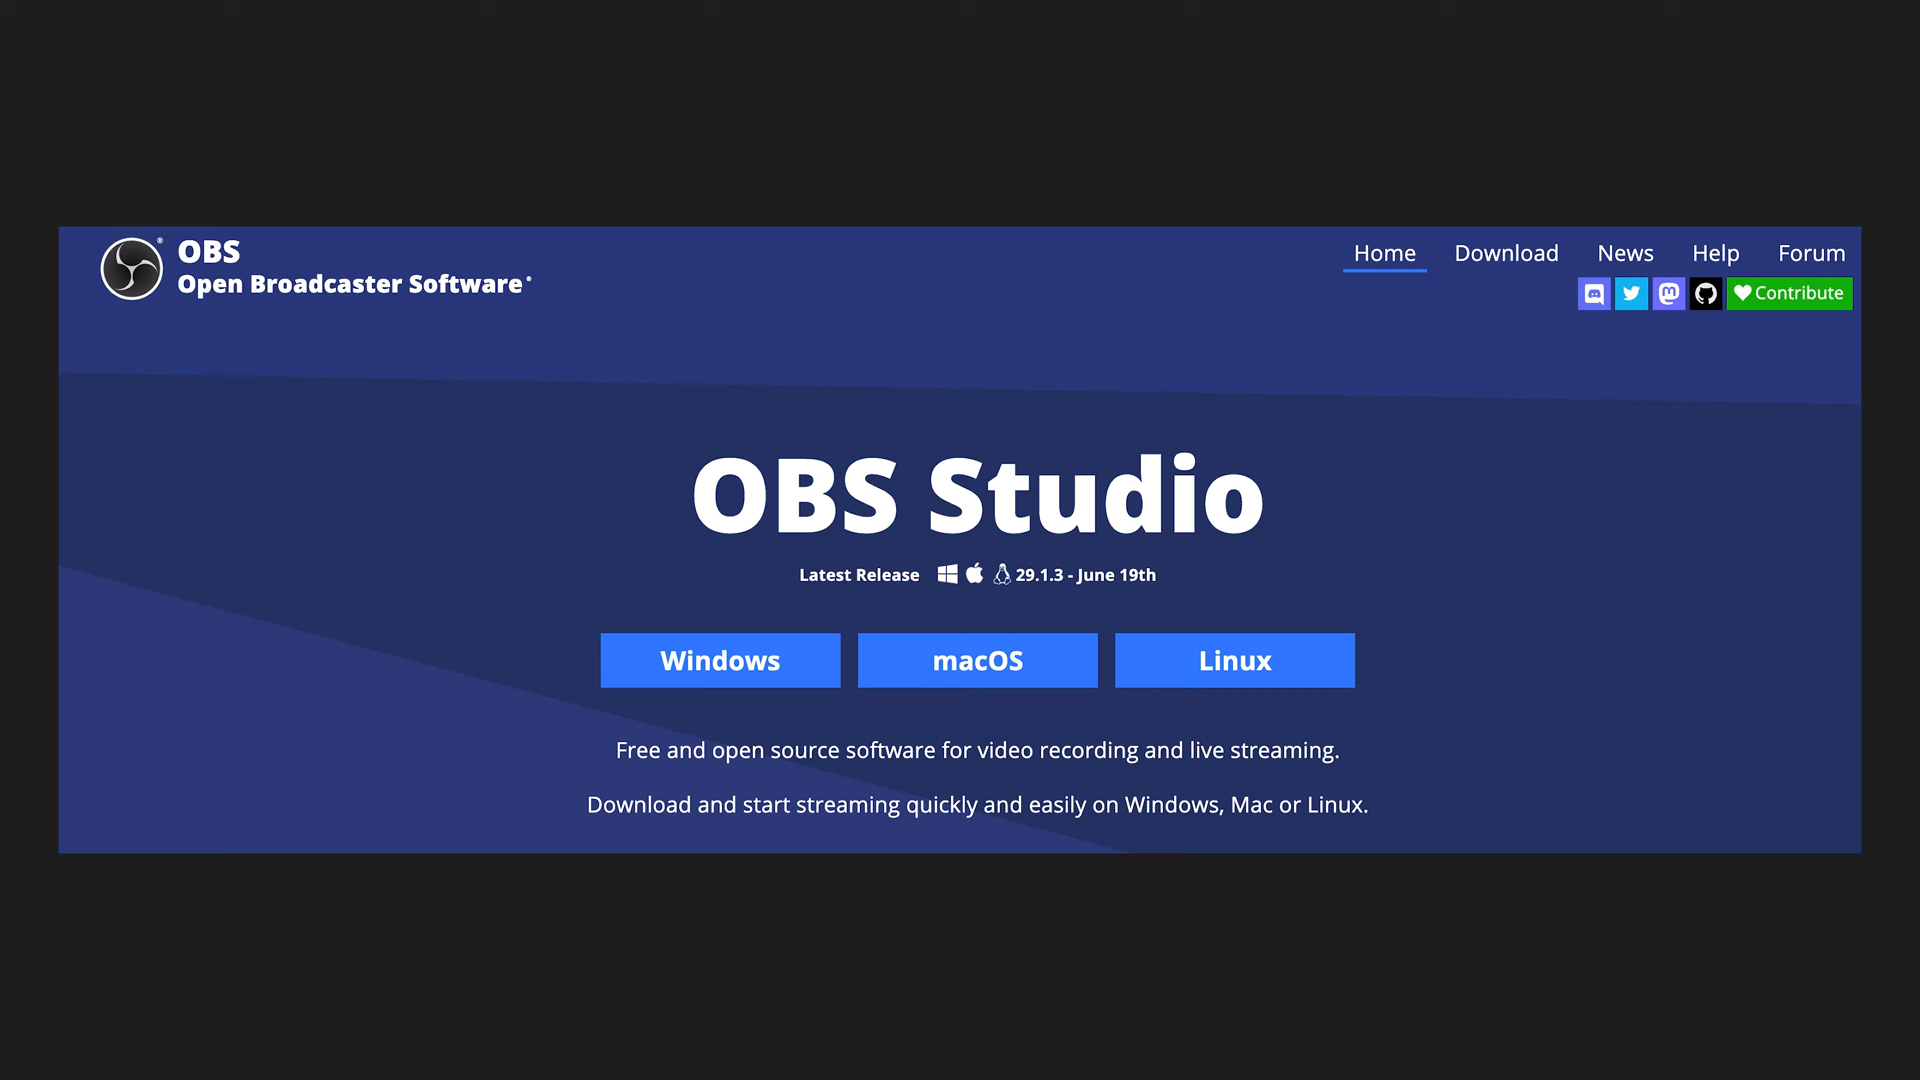 OBS
Open Broadcaster Software
Home Download News Help Forum
Contribute
OBS Studio
Latest Release 29.1.3 - June 19th
Windows macOS Linux
Free and open source software for video recording and live streaming.
Download and start streaming quickly and easily on Windows, Mac or Linux.